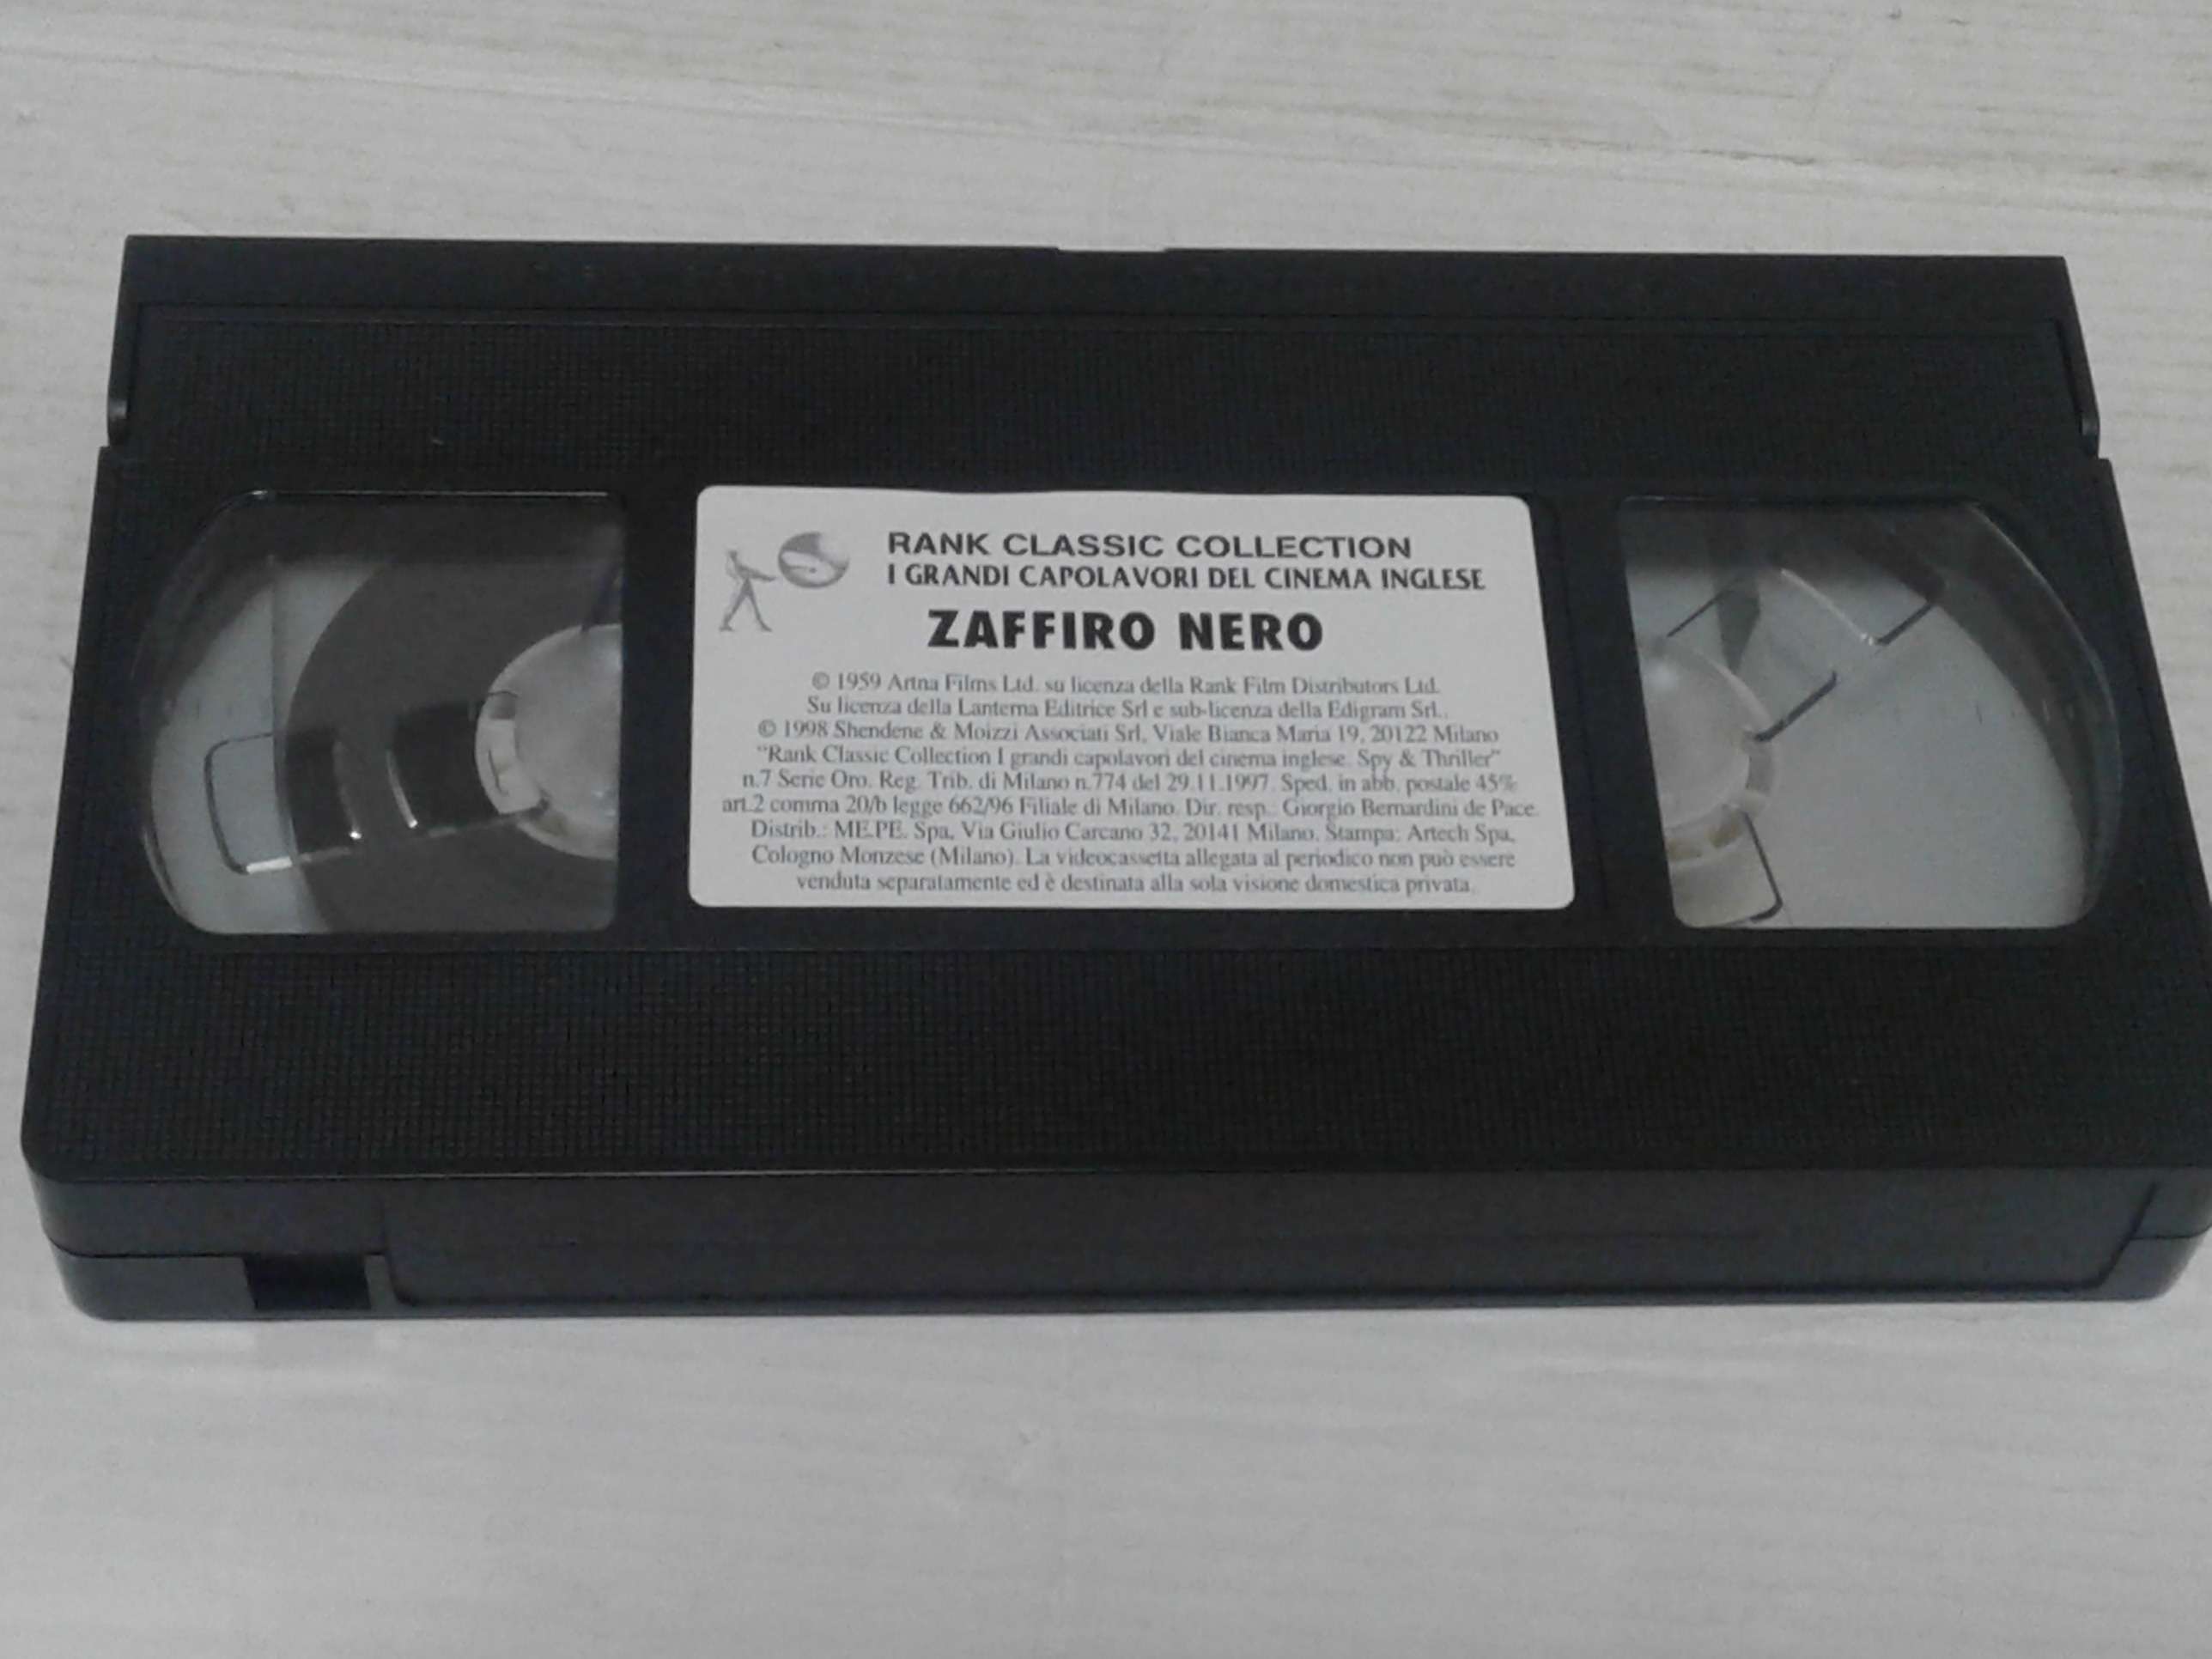 RANK CLASSIC COLLECTION
I GRANDI CAPOLAVORI DEL CINEMA INGLESE
ZAFFIRO NERO
© 1959 Artna Films Ltd. su licenza della Rank Film Distributors Ltd.
Su licenza della Lanterna Editrice Srl e sub-licenza della Edigram Srl.
© 1998 Shendene & Moizzi Associati Srl, Viale Bianca Maria 19, 20122 Milano
"Rank Classic Collection I grandi capolavori del cinema inglese. Spy & Thriller"
n.7 Serie Oro. Reg. Trib. di Milano n.774 del 29.11.1997. Sped. in abb. postale 45%
art.2 comma 20/b legge 662/96 Filiale di Milano. Dir. resp.: Giorgio Bernardini de Pace.
Distrib.: ME.PE. Spa, Via Giulio Carcano 32, 20141 Milano. Stampa: Artech Spa,
Cologno Monzese (Milano). La videocassetta allegata al periodico non può essere
venduta separatamente ed è destinata alla sola visione domestica privata.